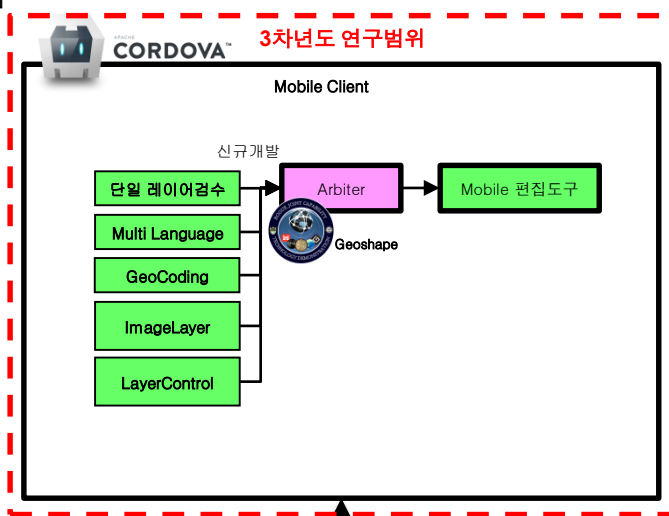 APACHE
CORDOVA™
3차년도 연구범위
Mobile Client
신규개발
단일 레이어검수
Arbiter
Mobile 편집도구
Multi Language
Geoshape
GeoCoding
ImageLayer
LayerControl